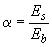 α = E_s / E_b